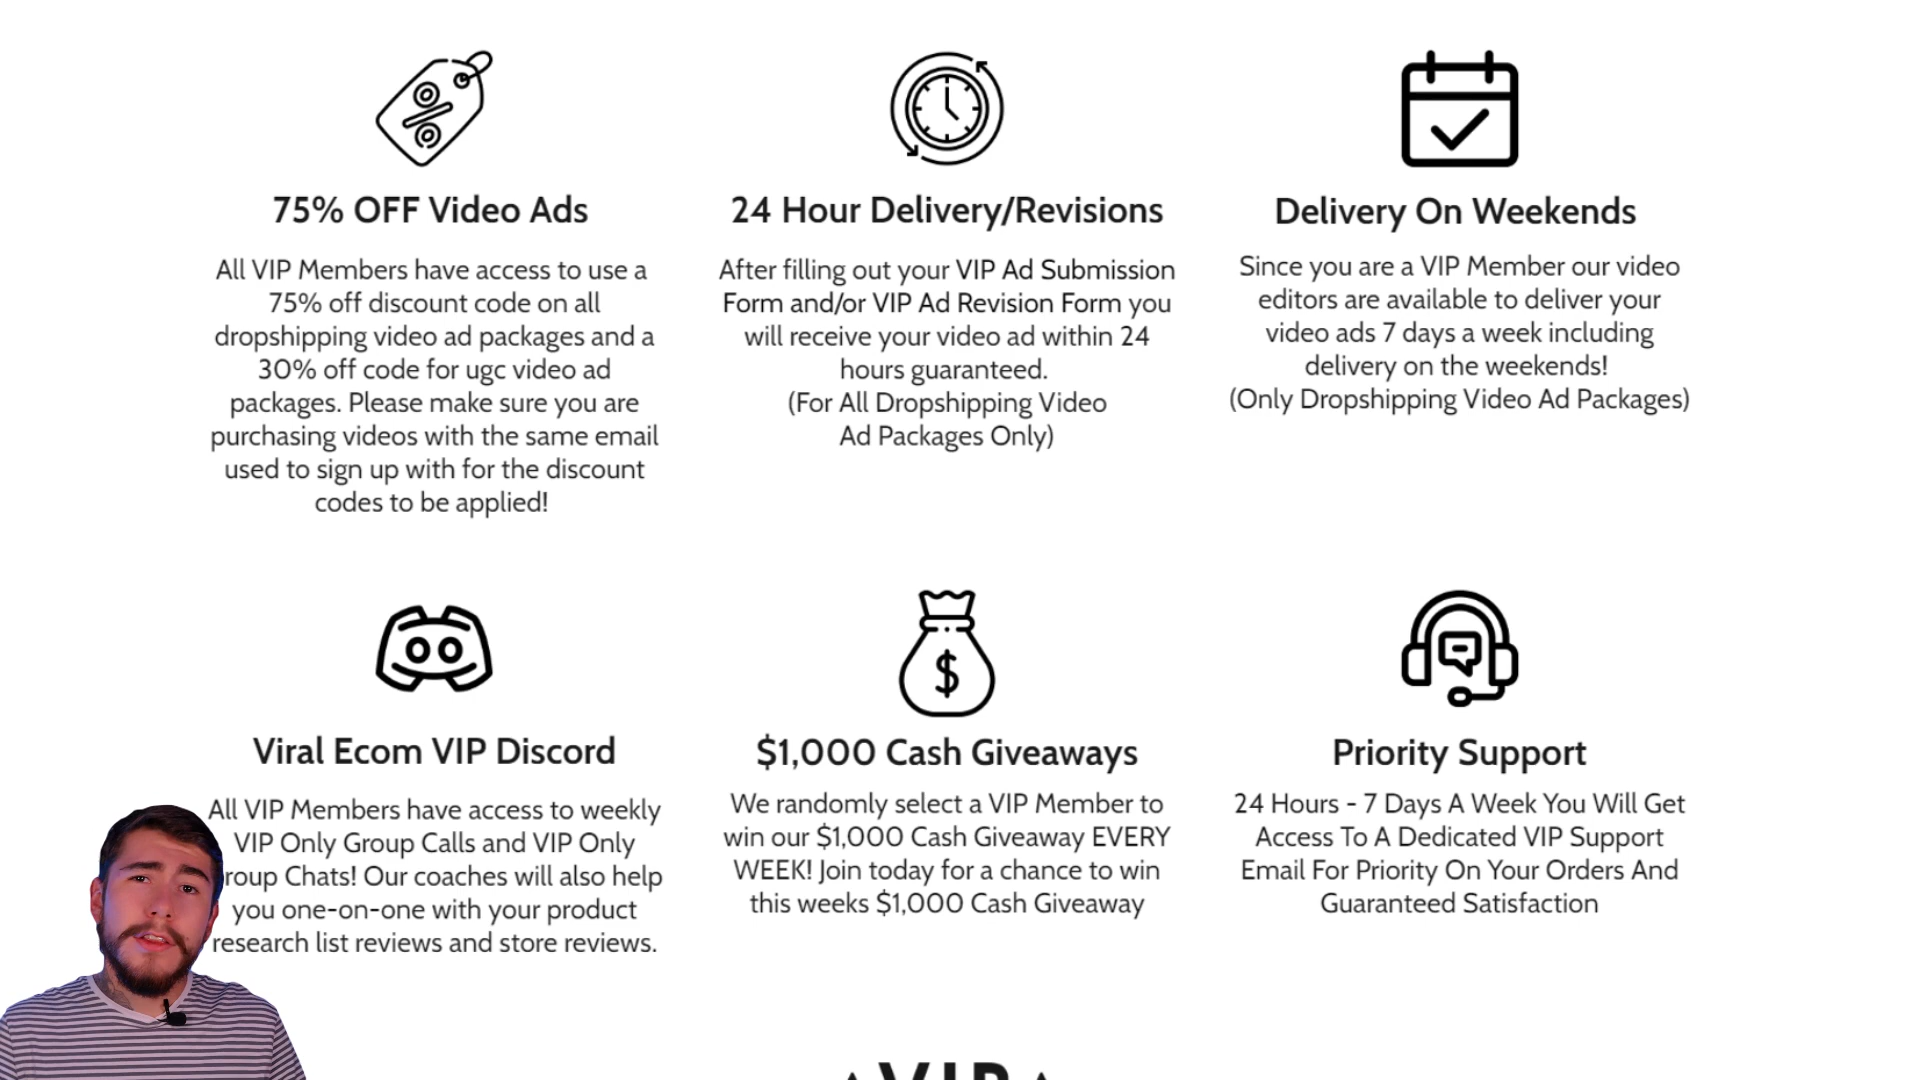 75% OFF Video Ads
All VIP Members have access to use a
75% off discount code on all
dropshipping video ad packages and a
30% off code for ugc video ad
packages. Please make sure you are
purchasing videos with the same email
used to sign up with for the discount
codes to be applied!
24 Hour Delivery/Revisions
After filling out your VIP Ad Submission
Form and/or VIP Ad Revision Form you
will receive your video ad within 24
hours guaranteed.
(For All Dropshipping Video
Ad Packages Only)
Delivery On Weekends
Since you are a VIP Member our video
editors are available to deliver your
video ads 7 days a week including
delivery on the weekends!
(Only Dropshipping Video Ad Packages)
Viral Ecom VIP Discord
All VIP Members have access to weekly
VIP Only Group Calls and VIP Only
roup Chats! Our coaches will also help
you one-on-one with your product
research list reviews and store reviews.
$1,000 Cash Giveaways
We randomly select a VIP Member to
win our $1,000 Cash Giveaway EVERY
WEEK! Join today for a chance to win
this weeks $1,000 Cash Giveaway
Priority Support
24 Hours - 7 Days A Week You Will Get
Access To A Dedicated VIP Support
Email For Priority On Your Orders And
Guaranteed Satisfaction
VIP